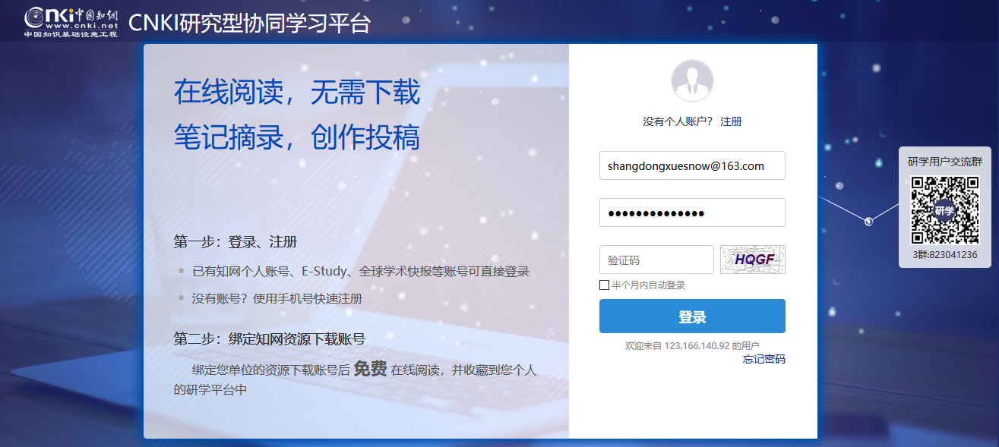 cnki中国知网
www.cnki.net
中国知识基础设施工程
CNKI研究型协同学习平台
在线阅读，无需下载
笔记摘录，创作投稿
第一步：登录、注册
已有知网个人账号、E-Study、全球学术快报等账号可直接登录
没有账号？使用手机号快速注册
第二步：绑定知网资源下载账号
绑定您单位的资源下载账号后 免费 在线阅读，并收藏到您个人
的研学平台中
没有个人账户？ 注册
shangdongxuesnow@163.com
验证码
HQGF
半个月内自动登录
登录
欢迎来自 123.166.140.92 的用户
忘记密码
研学用户交流群
研学
3群:823041236